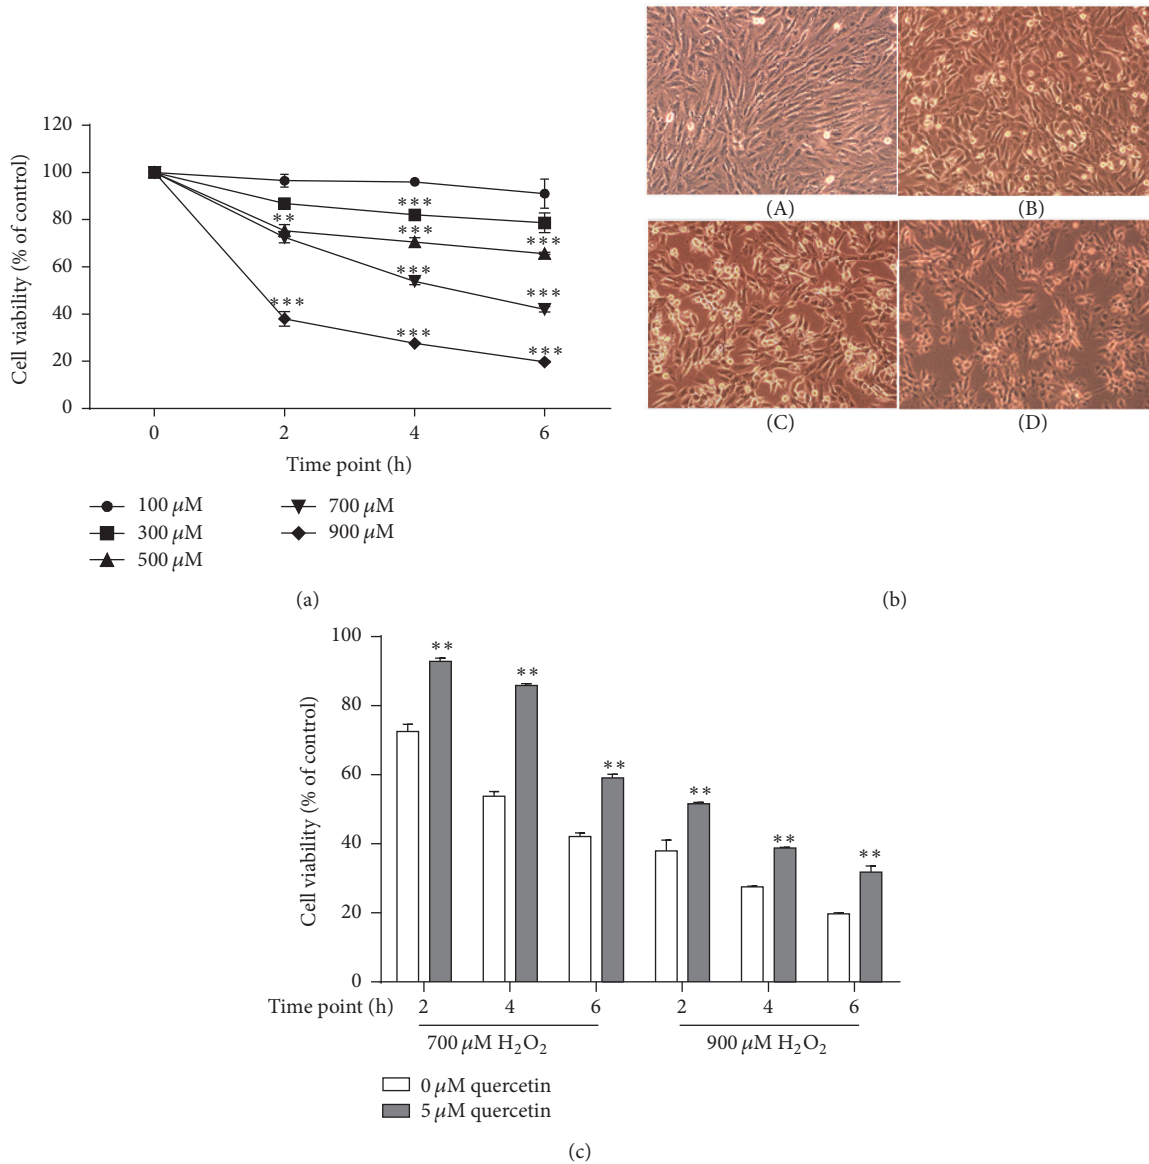 120
100
80
60
40
20
0
Cell viability (% of control)
**
***
***
***
***
***
***
***
***
***
0
2
4
6
Time point (h)
100 μM
300 μM
500 μM
700 μM
900 μM
(a)
(A)
(B)
(C)
(D)
(b)
100
80
60
40
20
0
Cell viability (% of control)
**
**
**
**
**
**
Time point (h)
2
4
6
2
4
6
700 μM H₂O₂
900 μM H₂O₂
0 μM quercetin
5 μM quercetin
(c)